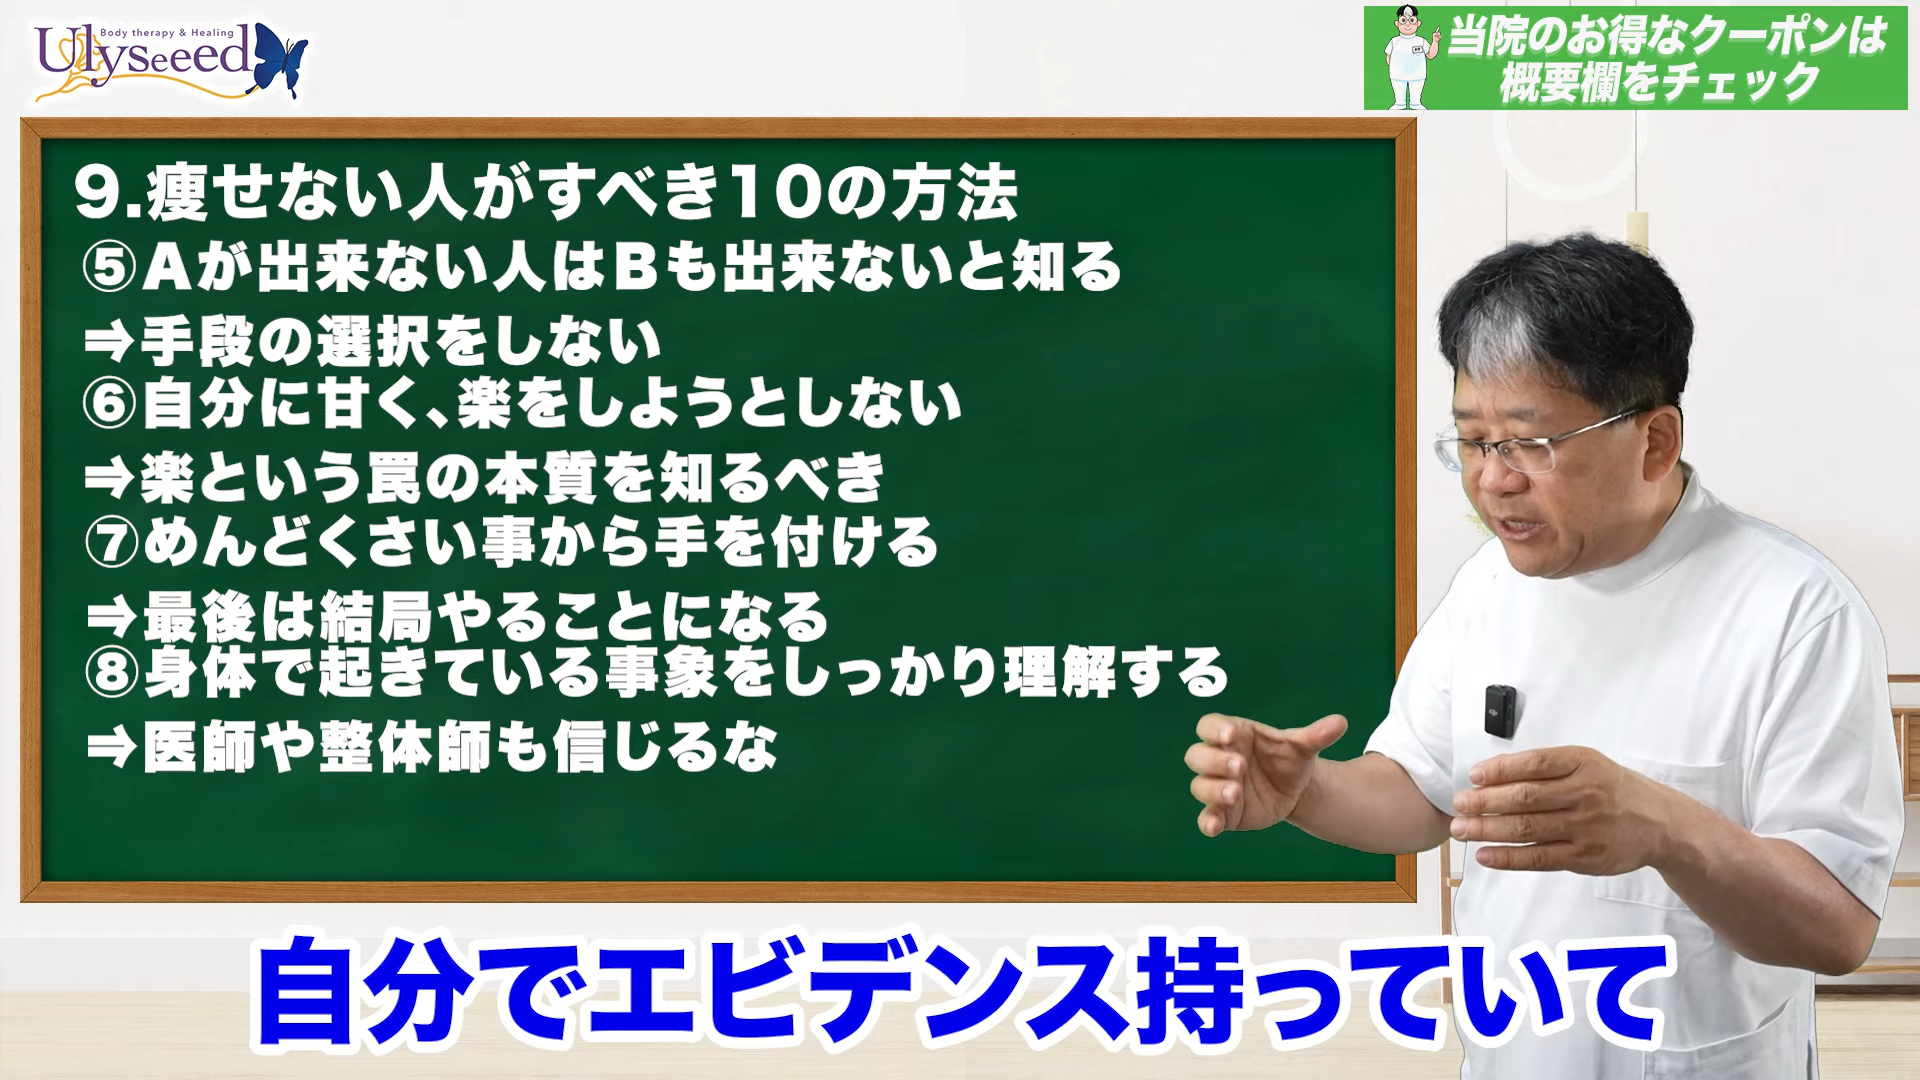 Body therapy & Healing
Ulyseeed
当院のお得なクーポンは
概要欄をチェック
9.痩せない人がすべき10の方法
⑤Aが出来ない人はBも出来ないと知る
⇒手段の選択をしない
⑥自分に甘く、楽をしようとしない
⇒楽という罠の本質を知るべき
⑦めんどくさい事から手を付ける
⇒最後は結局やることになる
⑧身体で起きている事象をしっかり理解する
⇒医師や整体師も信じるな
自分でエビデンス持っていて